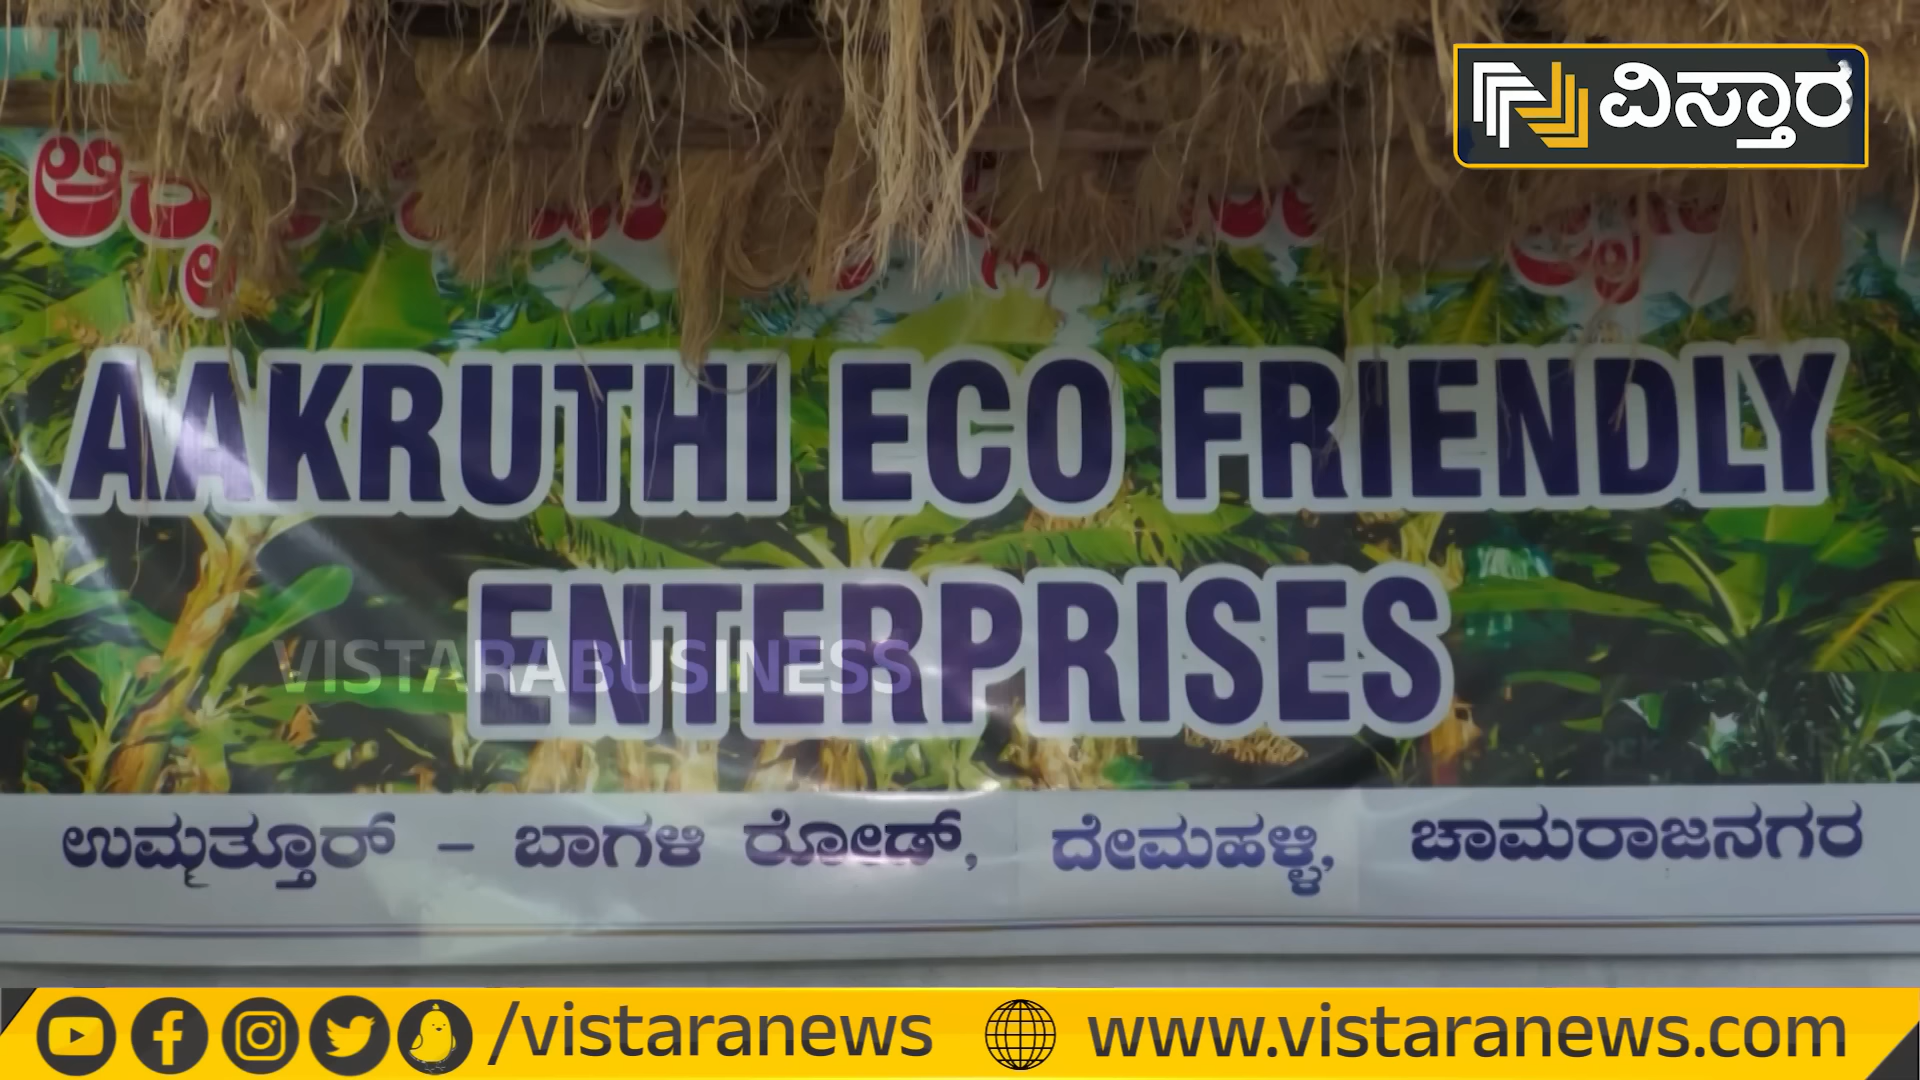 ವಿಸ್ತಾರ
AAKRUTHI ECO FRIENDLY
ENTERPRISES
VISTARABUSINESS
ಉಮ್ಮತ್ತೂರ್ – ಬಾಗಳಿ ರೋಡ್, ದೇಮಹಳ್ಳಿ, ಚಾಮರಾಜನಗರ
/vistaranews www.vistaranews.com